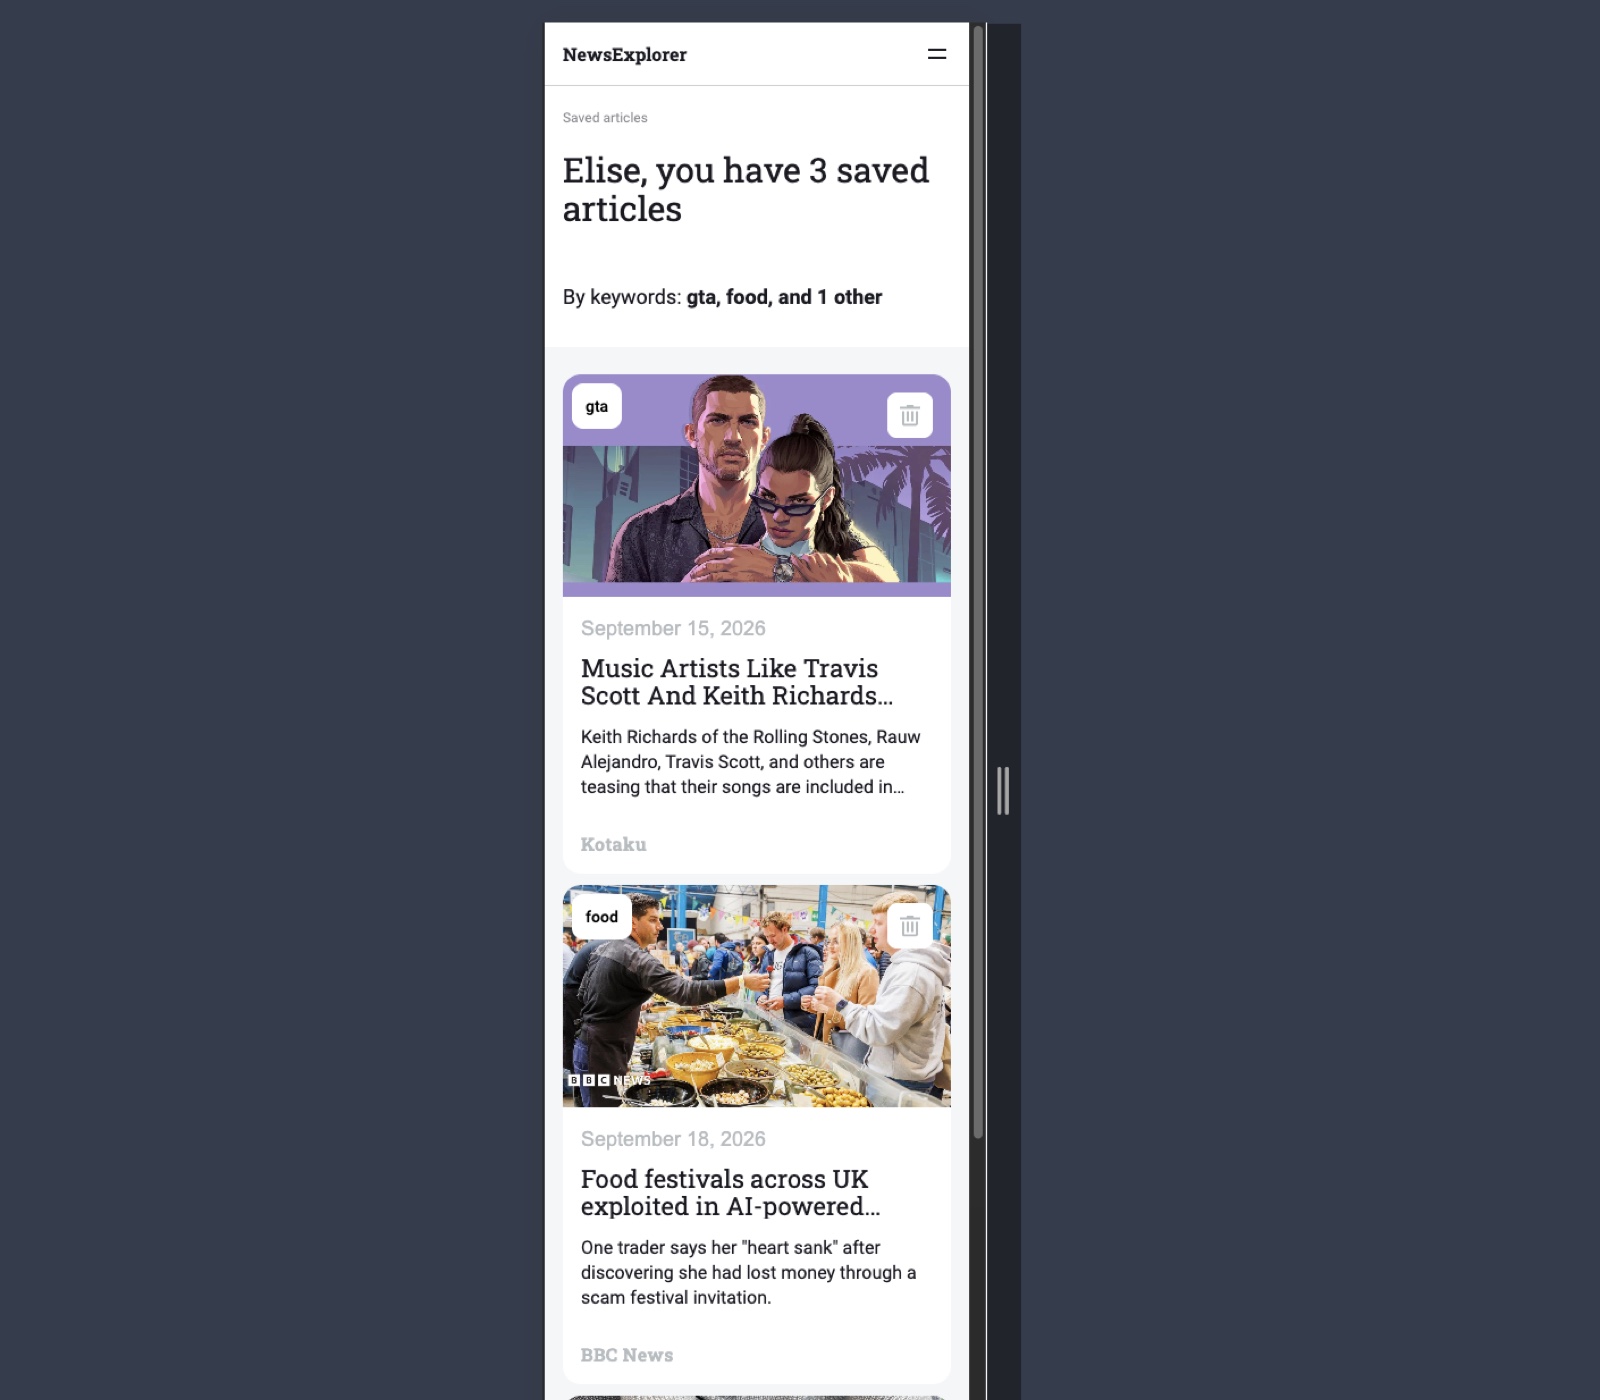 NewsExplorer
Saved articles
Elise, you have 3 saved
articles
By keywords: gta, food, and 1 other
gta
September 15, 2026
Music Artists Like Travis
Scott And Keith Richards...
Keith Richards of the Rolling Stones, Rauw
Alejandro, Travis Scott, and others are
teasing that their songs are included in...
Kotaku
food
BBC NEWS
September 18, 2026
Food festivals across UK
exploited in AI-powered...
One trader says her "heart sank" after
discovering she had lost money through a
scam festival invitation.
BBC News